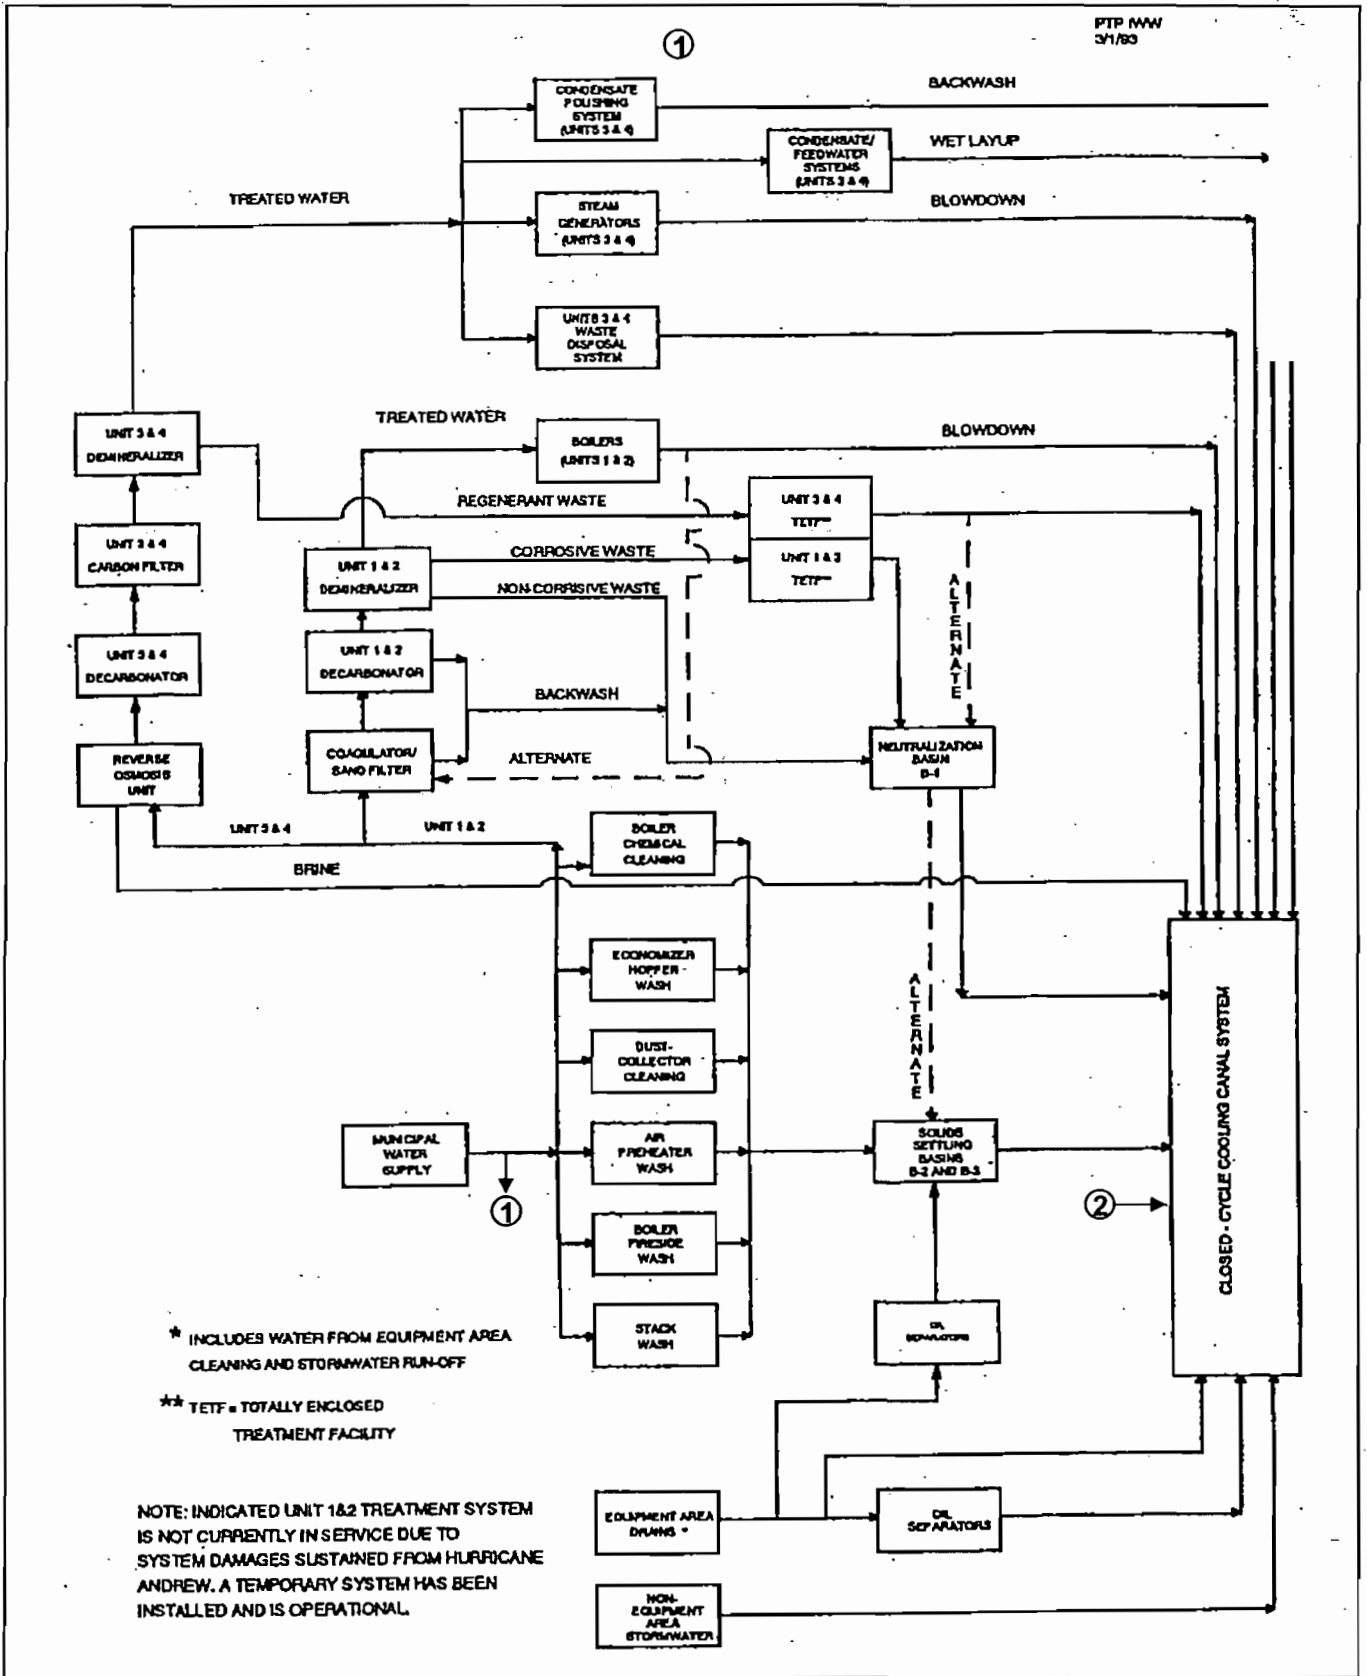 PTP IWW
3/1/93
1
CONDENSATE
POLISHING
SYSTEM
(UNITS 3 & 4)
BACKWASH
CONDENSATE/
FEEDWATER
SYSTEMS
(UNITS 3 & 4)
WET LAYUP
TREATED WATER
STEAM
GENERATORS
(UNITS 3 & 4)
BLOWDOWN
UNITS 3 & 4
WASTE
DISPOSAL
SYSTEM
TREATED WATER
UNIT 3 & 4
DEMINERALIZER
BOILERS
(UNITS 1 & 2)
BLOWDOWN
REGENERANT WASTE
UNIT 3 & 4
TETF**
UNIT 3 & 4
CARBON FILTER
UNIT 1 & 2
DEMINERALIZER
CORROSIVE WASTE
NON-CORRISIVE WASTE
UNIT 1 & 2
TETF**
ALTERNATE
UNIT 3 & 4
DECARBONATOR
UNIT 1 & 2
DECARBONATOR
BACKWASH
REVERSE
OSMOSIS
UNIT
COAGULATOR/
SAND FILTER
ALTERNATE
NEUTRALIZATION
BASIN
B-1
UNIT 3 & 4
UNIT 1 & 2
BOILER
CHEMICAL
CLEANING
BRINE
ECONOMIZER
HOPPER
WASH
ALTERNATE
DUST-
COLLECTOR
CLEANING
CLOSED - CYCLE COOLING CANAL SYSTEM
MUNICIPAL
WATER
SUPPLY
AIR
PREHEATER
WASH
SOLIDS
SETTLING
BASINS
B-2 AND B-3
1
2
BOILER
FIRESIDE
WASH
STACK
WASH
OIL
SEPARATORS
* INCLUDES WATER FROM EQUIPMENT AREA
CLEANING AND STORMWATER RUN-OFF
** TETF = TOTALLY ENCLOSED
TREATMENT FACILITY
NOTE: INDICATED UNIT 1&2 TREATMENT SYSTEM
IS NOT CURRENTLY IN SERVICE DUE TO
SYSTEM DAMAGES SUSTAINED FROM HURRICANE
ANDREW. A TEMPORARY SYSTEM HAS BEEN
INSTALLED AND IS OPERATIONAL.
EQUIPMENT AREA
DRAINS *
OIL
SEPARATORS
NON-
EQUIPMENT
AREA
STORMWATER